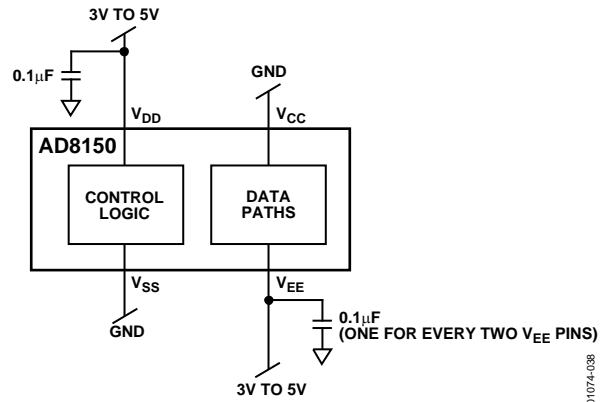 3V TO 5V
0.1μF
GND
VDD
VCC
AD8150
CONTROL
LOGIC
DATA
PATHS
VSS
VEE
GND
0.1μF
(ONE FOR EVERY TWO VEE PINS)
3V TO 5V
01074-038